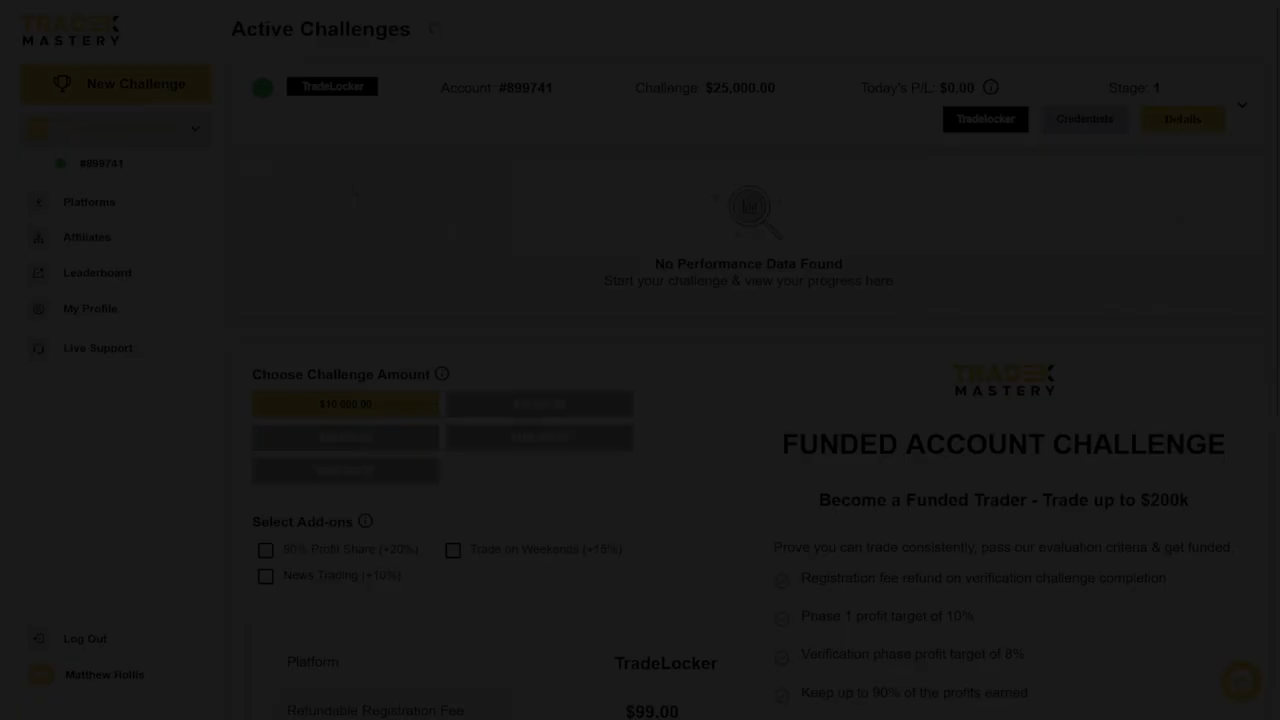 TRADEX
MASTERY
Active Challenges
New Challenge
TradeLocker
Account: #899741
Challenge: $25,000.00
Today's P/L: $0.00
Stage: 1
Tradelocker
Credentials
Details
#899741
Platforms
Affiliates
Leaderboard
My Profile
Live Support
No Performance Data Found
Start your challenge & view your progress here
Choose Challenge Amount
$10,000.00
Select Add-ons
90% Profit Share (+20%)
Trade on Weekends (+15%)
News Trading (+10%)
Platform
TradeLocker
Refundable Registration Fee
$99.00
TRADEX
MASTERY
FUNDED ACCOUNT CHALLENGE
Become a Funded Trader - Trade up to $200k
Prove you can trade consistently, pass our evaluation criteria & get funded
Registration fee refund on verification challenge completion
Phase 1 profit target of 10%
Verification phase profit target of 8%
Keep up to 90% of the profits earned
Log Out
Matthew Hollis